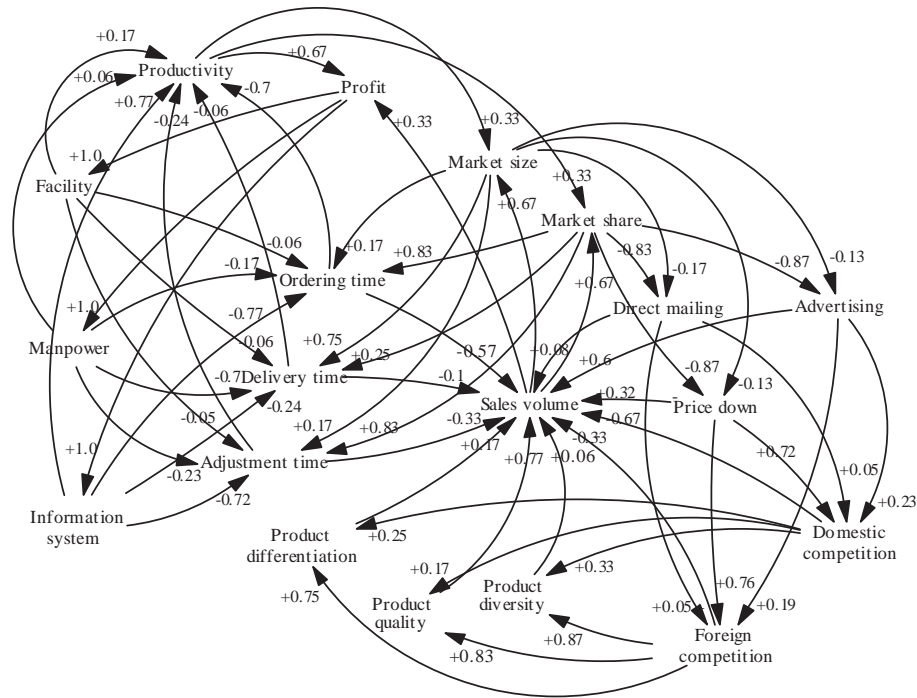 +0.17
Productivity
+0.67
+0.06
-0.7
Profit
+0.77
-0.06
-0.24
+0.33
+0.33
+1.0
Market size
Facility
+0.33
+0.67
Market share
-0.06
+0.17
+0.83
-0.83
-0.87
-0.13
-0.17
Ordering time
-0.17
+0.67
Direct mailing
Advertising
+1.0
-0.77
Manpower
-0.06
+0.75
+0.25
-0.57
+0.08
+0.6
-0.87
-0.7
Delivery time
-0.1
-0.13
+0.32
Sales volume
Price down
-0.24
-0.05
+0.17
+0.83
-0.33
-0.67
+0.17
-0.33
+1.0
+0.77
+0.06
+0.72
Adjustment time
-0.23
+0.05
-0.72
+0.23
Information
system
Product
differentiation
+0.25
Domestic
competition
+0.17
+0.33
+0.76
+0.75
Product
quality
Product
diversity
+0.05
+0.19
+0.87
Foreign
competition
+0.83